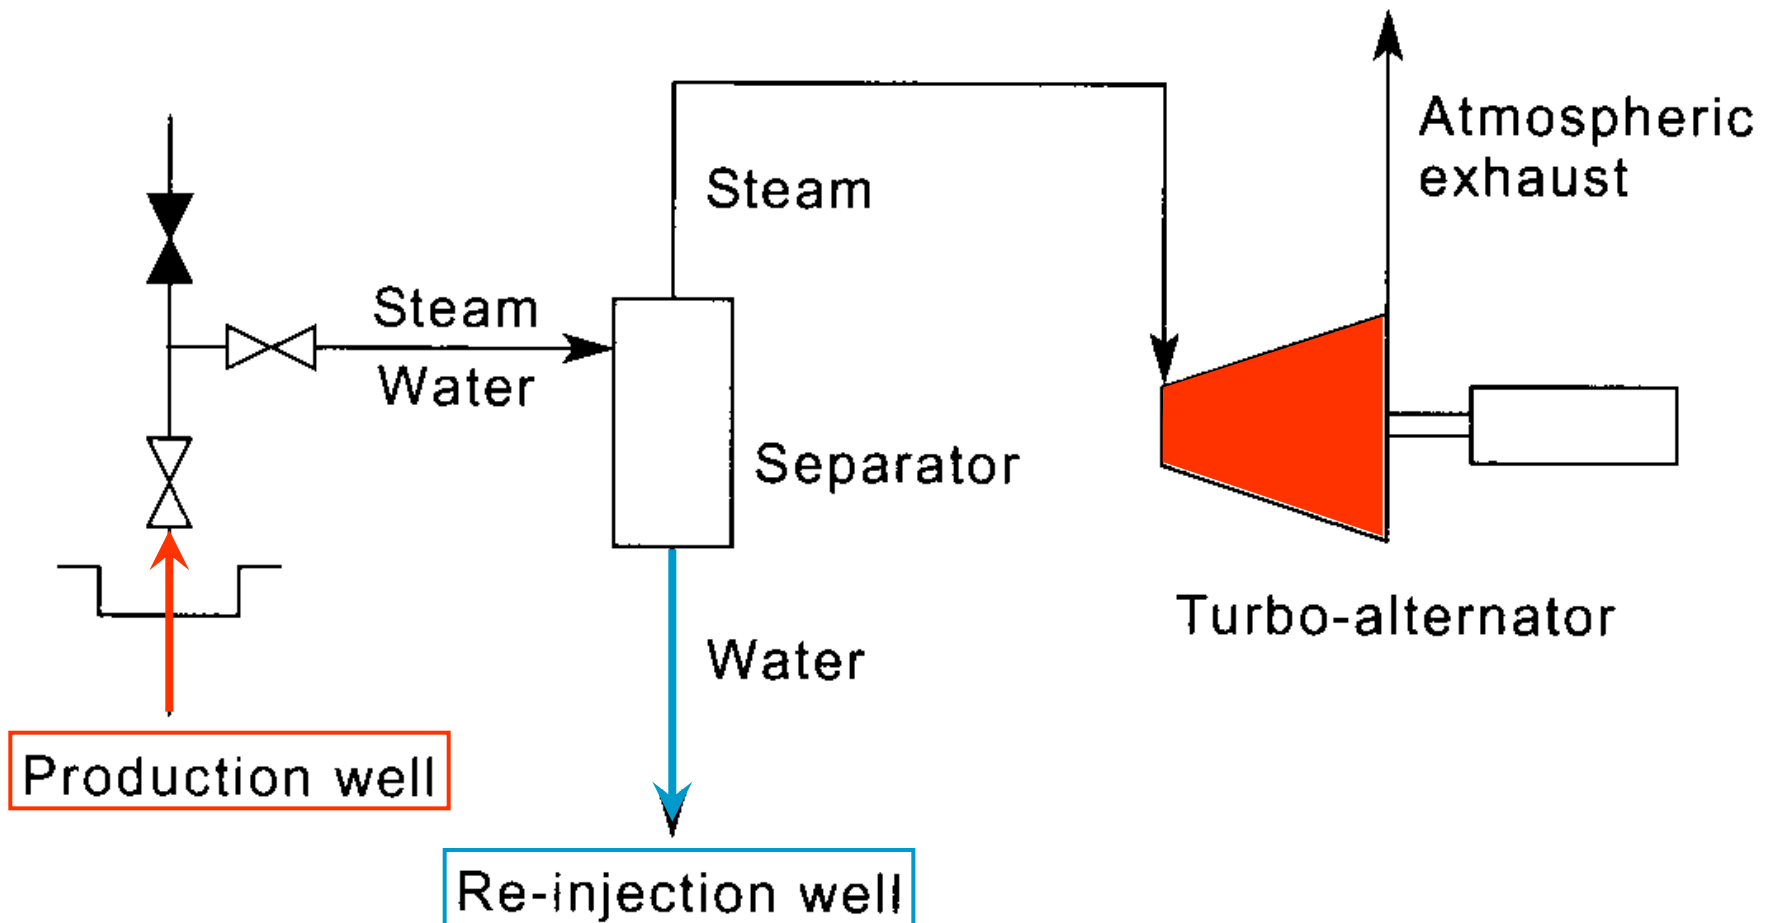 Atmospheric
exhaust
Steam
Steam
Water
Separator
Turbo-alternator
Water
Production well
Re-injection well